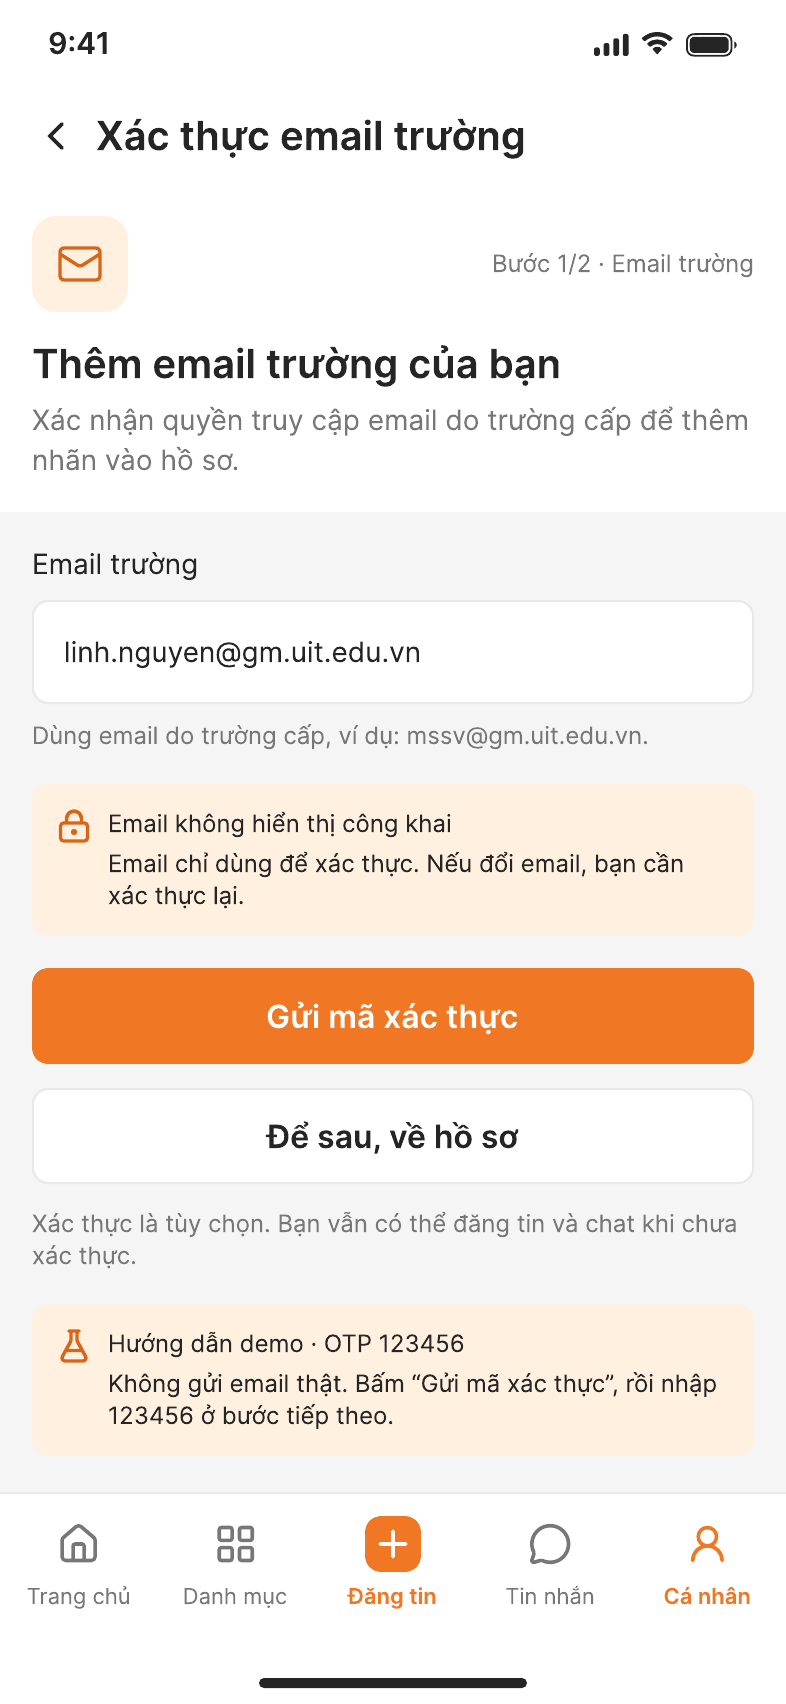 9:41
Xác thực email trường
Bước 1/2 · Email trường
Thêm email trường của bạn
Xác nhận quyền truy cập email do trường cấp để thêm
nhãn vào hồ sơ.
Email trường
linh.nguyen@gm.uit.edu.vn
Dùng email do trường cấp, ví dụ: mssv@gm.uit.edu.vn.
Email không hiển thị công khai
Email chỉ dùng để xác thực. Nếu đổi email, bạn cần
xác thực lại.
Gửi mã xác thực
Để sau, về hồ sơ
Xác thực là tùy chọn. Bạn vẫn có thể đăng tin và chat khi chưa
xác thực.
Hướng dẫn demo · OTP 123456
Không gửi email thật. Bấm “Gửi mã xác thực”, rồi nhập
123456 ở bước tiếp theo.
Trang chủ
Danh mục
Đăng tin
Tin nhắn
Cá nhân